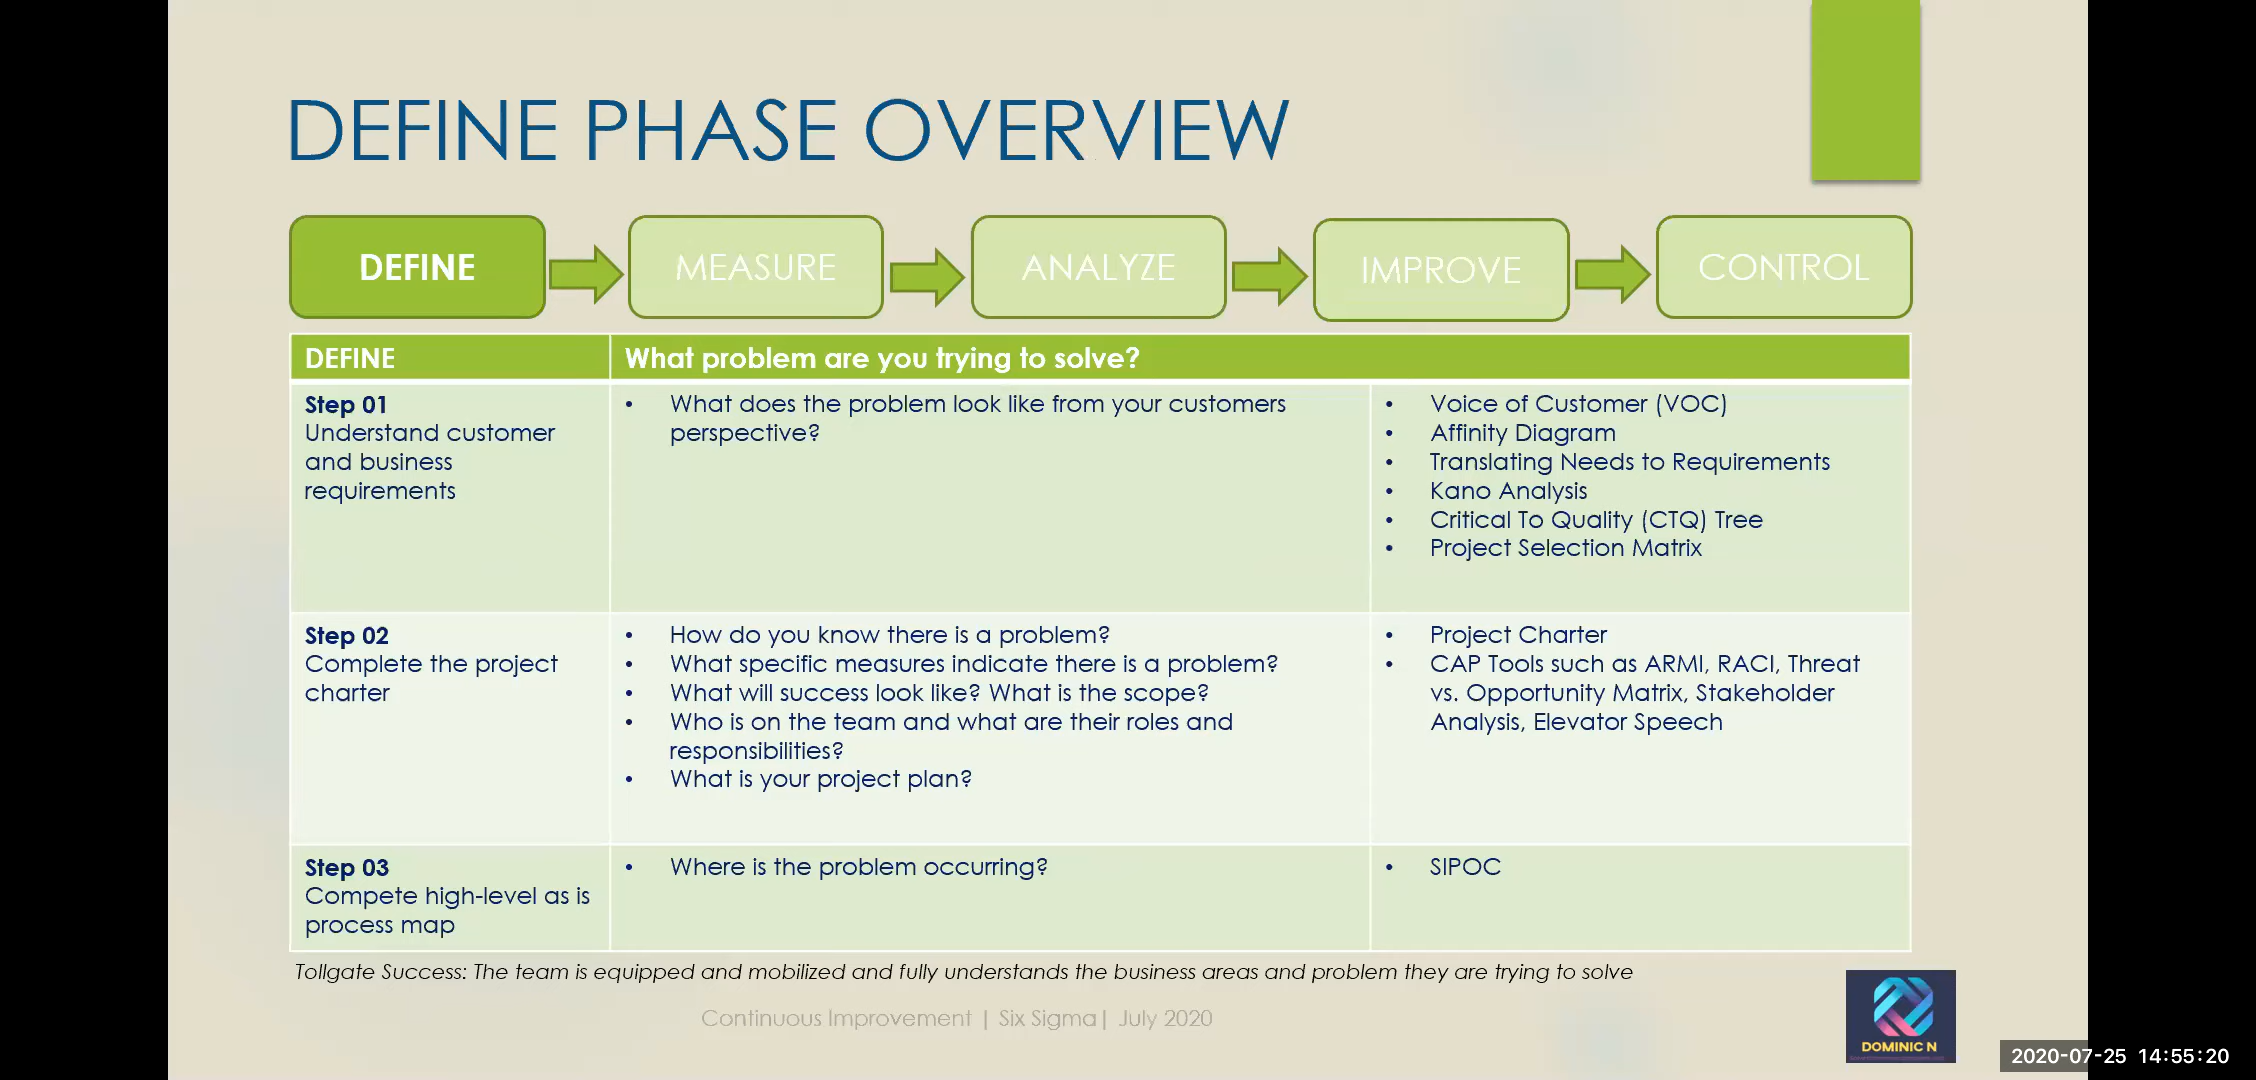 DEFINE PHASE OVERVIEW
DEFINE
MEASURE
ANALYZE
IMPROVE
CONTROL
DEFINE
What problem are you trying to solve?
Step 01
Understand customer
and business
requirements
• What does the problem look like from your customers
perspective?
• Voice of Customer (VOC)
• Affinity Diagram
• Translating Needs to Requirements
• Kano Analysis
• Critical To Quality (CTQ) Tree
• Project Selection Matrix
Step 02
Complete the project
charter
• How do you know there is a problem?
• What specific measures indicate there is a problem?
• What will success look like? What is the scope?
• Who is on the team and what are their roles and
responsibilities?
• What is your project plan?
• Project Charter
• CAP Tools such as ARMI, RACI, Threat
vs. Opportunity Matrix, Stakeholder
Analysis, Elevator Speech
Step 03
Compete high-level as is
process map
• Where is the problem occurring?
• SIPOC
Tollgate Success: The team is equipped and mobilized and fully understands the business areas and problem they are trying to solve
Continuous Improvement | Six Sigma| July 2020
DOMINIC N
2020-07-25 14:55:20